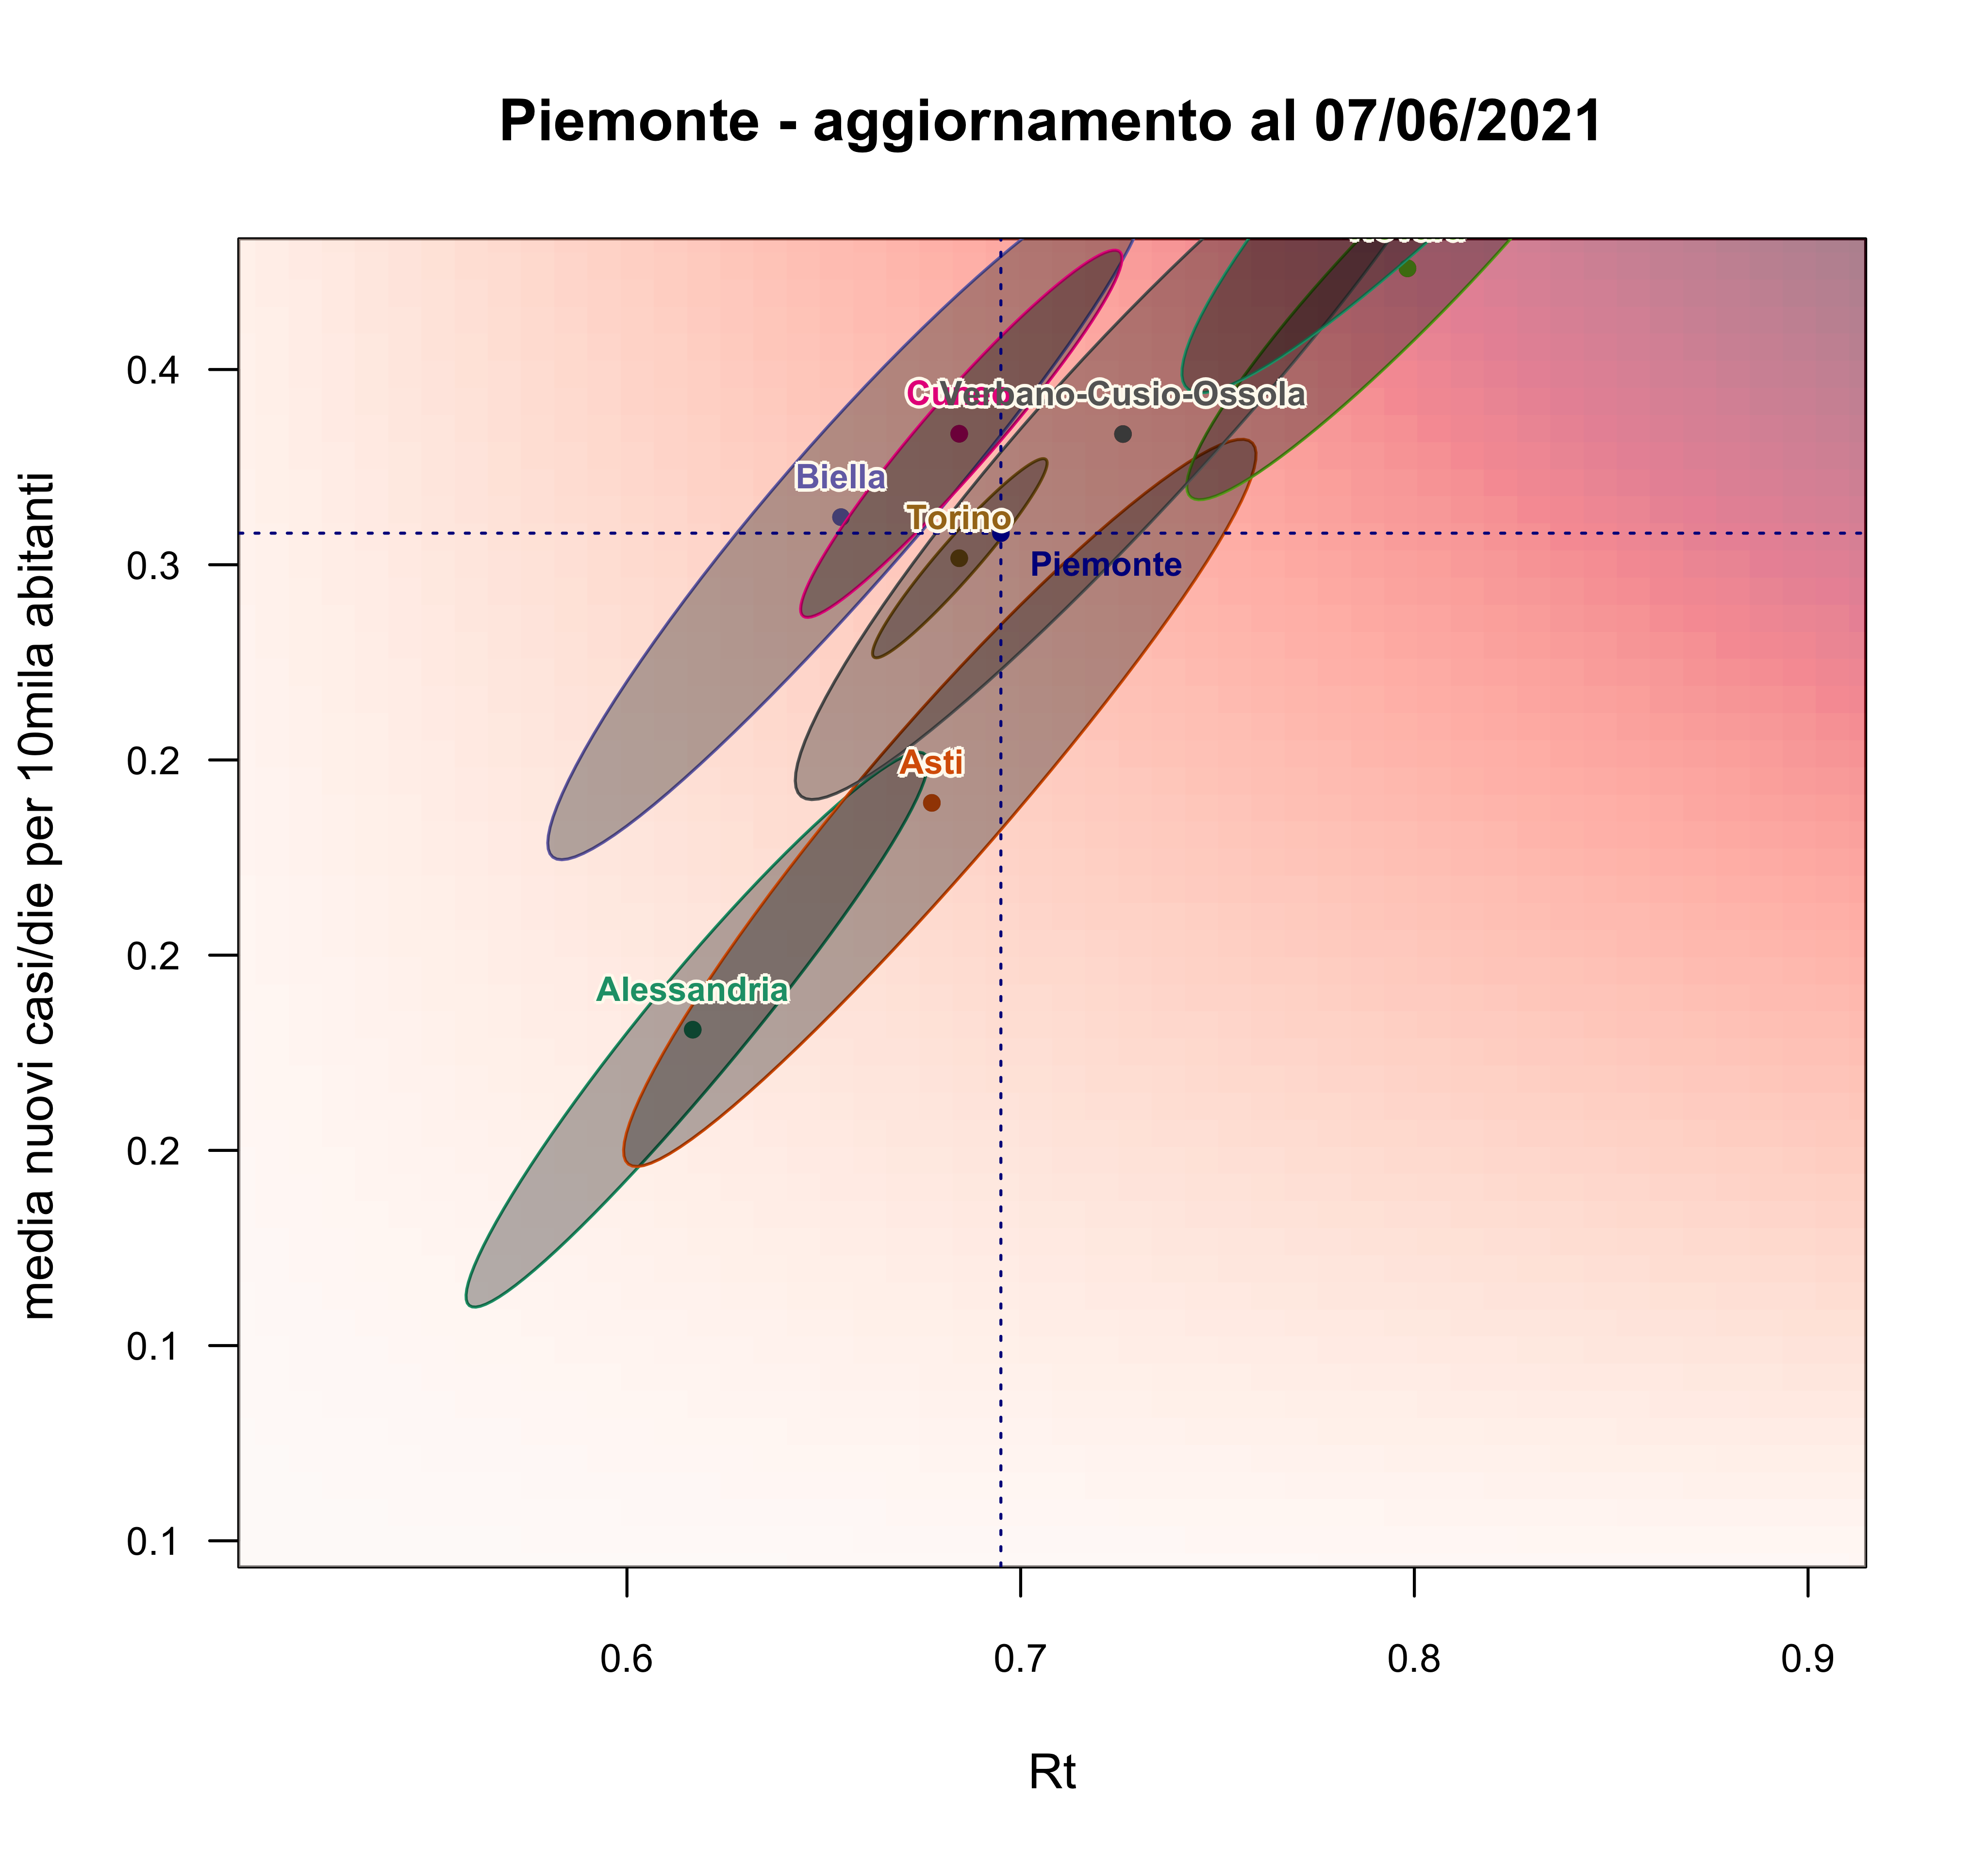 Piemonte - aggiornamento al 07/06/2021
media nuovi casi/die per 10mila abitanti
0.4
0.3
0.2
0.2
0.2
0.1
0.1
Cuneo
Verbano-Cusio-Ossola
Biella
Torino
Piemonte
Asti
Alessandria
0.6
0.7
0.8
0.9
Rt